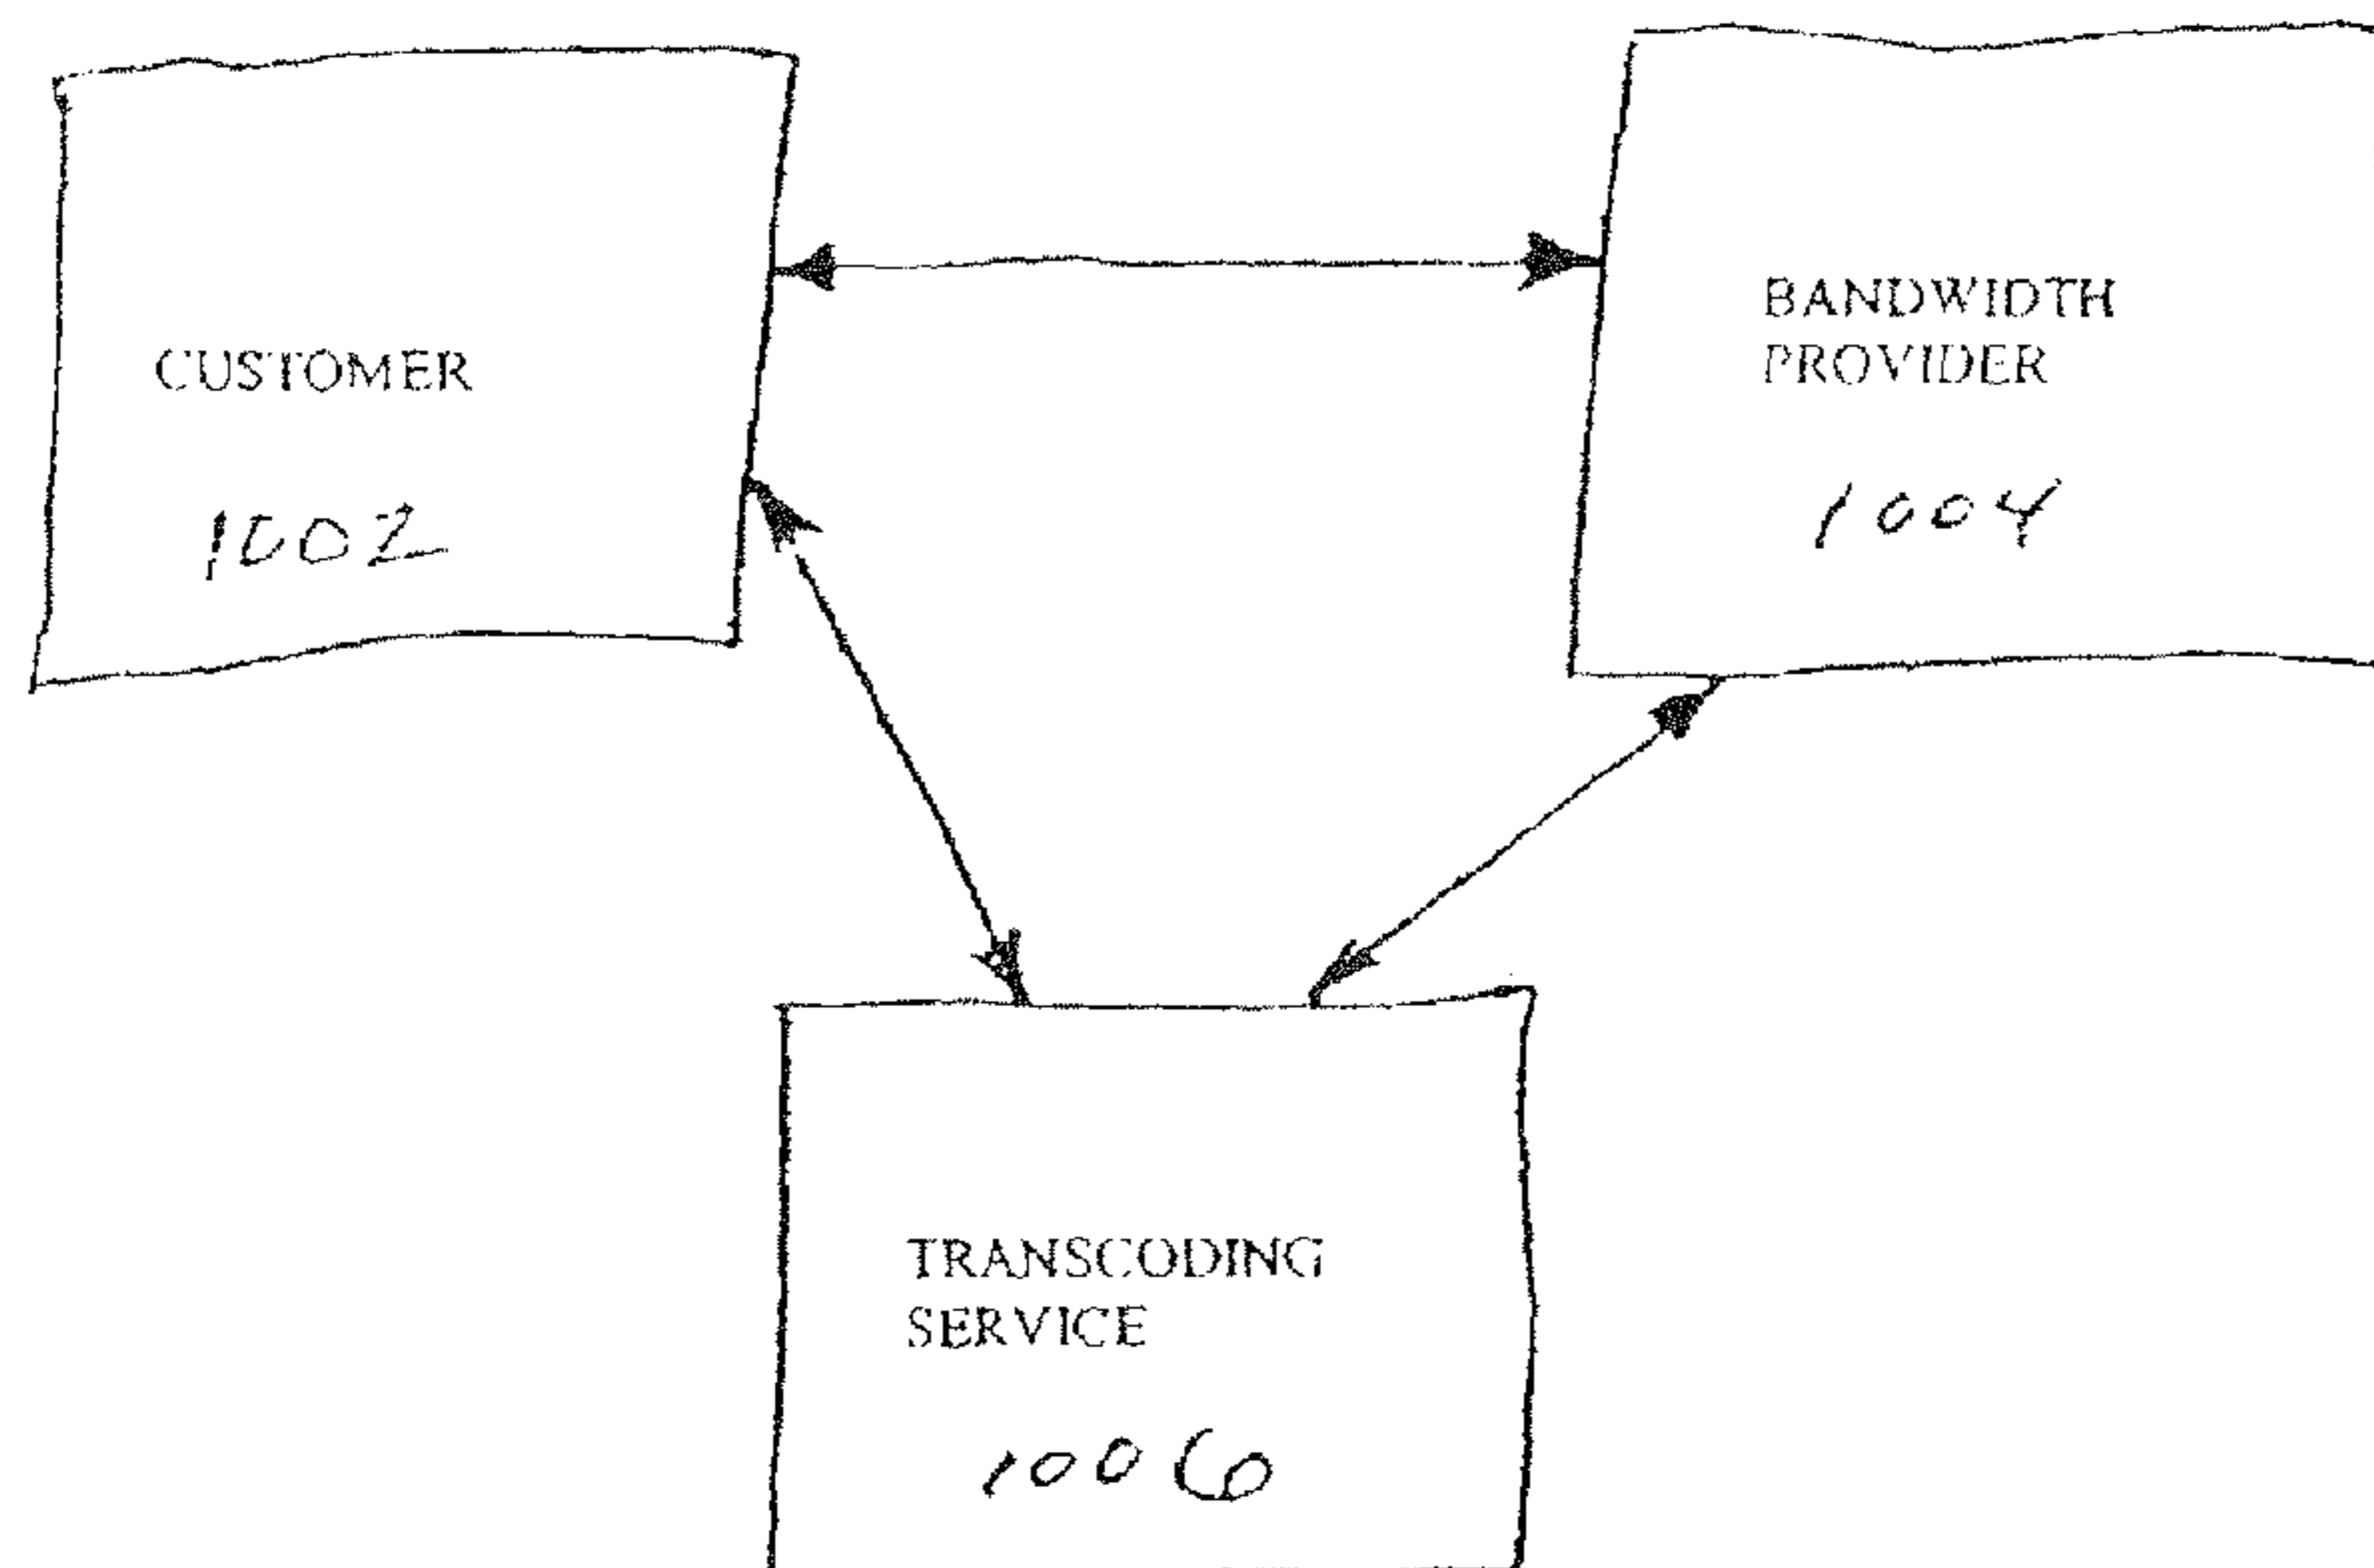 CUSTOMER
1002
BANDWIDTH
PROVIDER
1004
TRANSCODING
SERVICE
1006